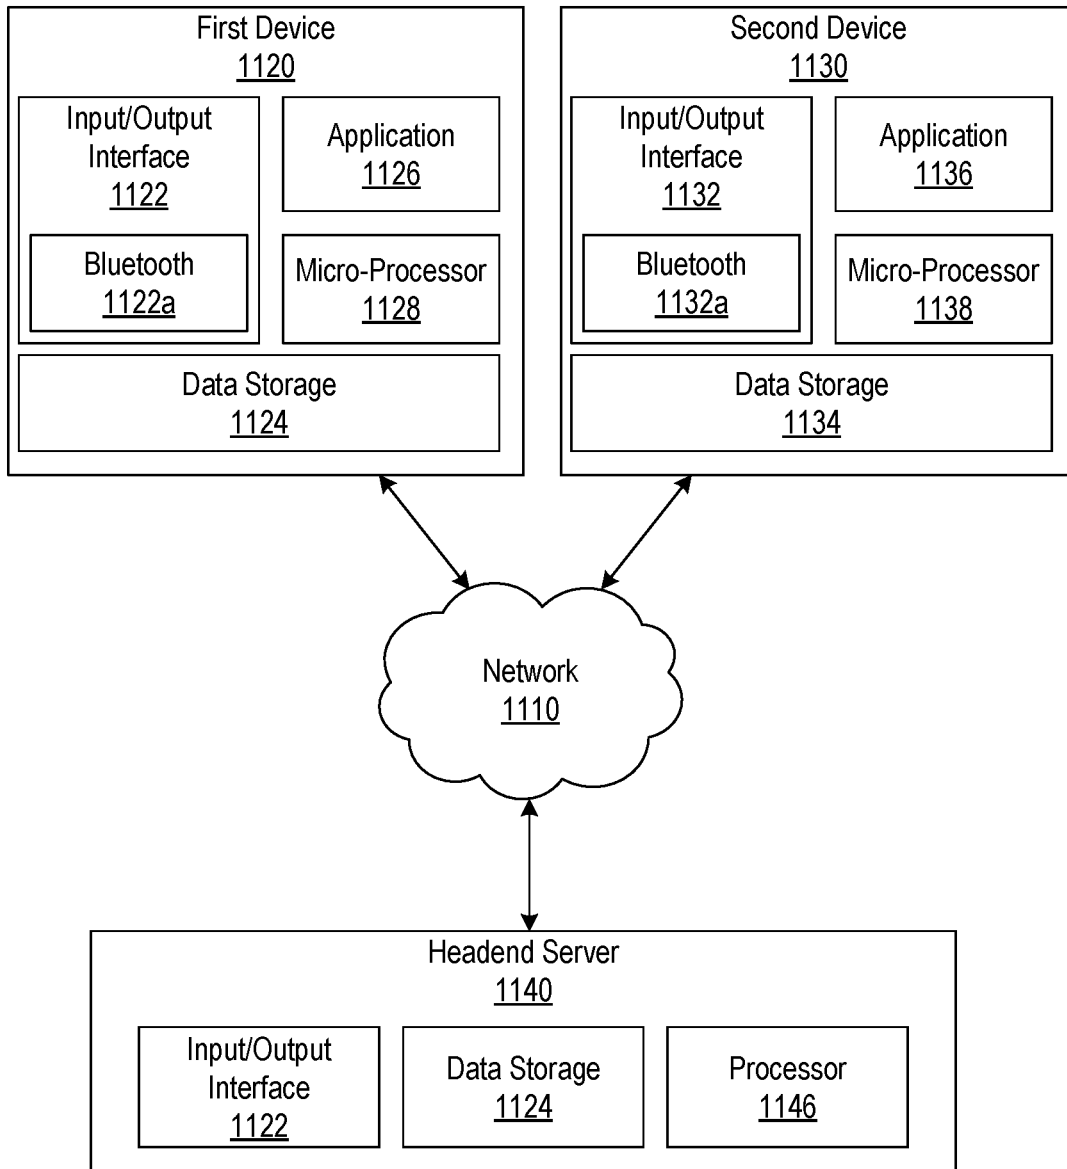 First Device
1120
Input/Output
Interface
1122
Bluetooth
1122a
Application
1126
Micro-Processor
1128
Data Storage
1124
Second Device
1130
Input/Output
Interface
1132
Bluetooth
1132a
Application
1136
Micro-Processor
1138
Data Storage
1134
Network
1110
Headend Server
1140
Input/Output
Interface
1122
Data Storage
1124
Processor
1146